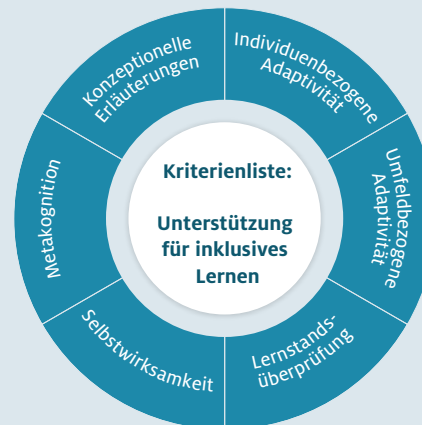 Konzeptionelle
Erläuterungen
Individuenbezogene
Adaptivität
Umfeldbezogene
Adaptivität
Lernstands-
überprüfung
Selbstwirksamkeit
Metakognition
Kriterienliste:
Unterstützung
für inklusives
Lernen